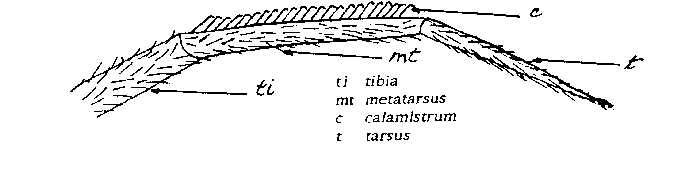 c
mt
t
ti
ti tibia
mt metatarsus
c calamistrum
t tarsus